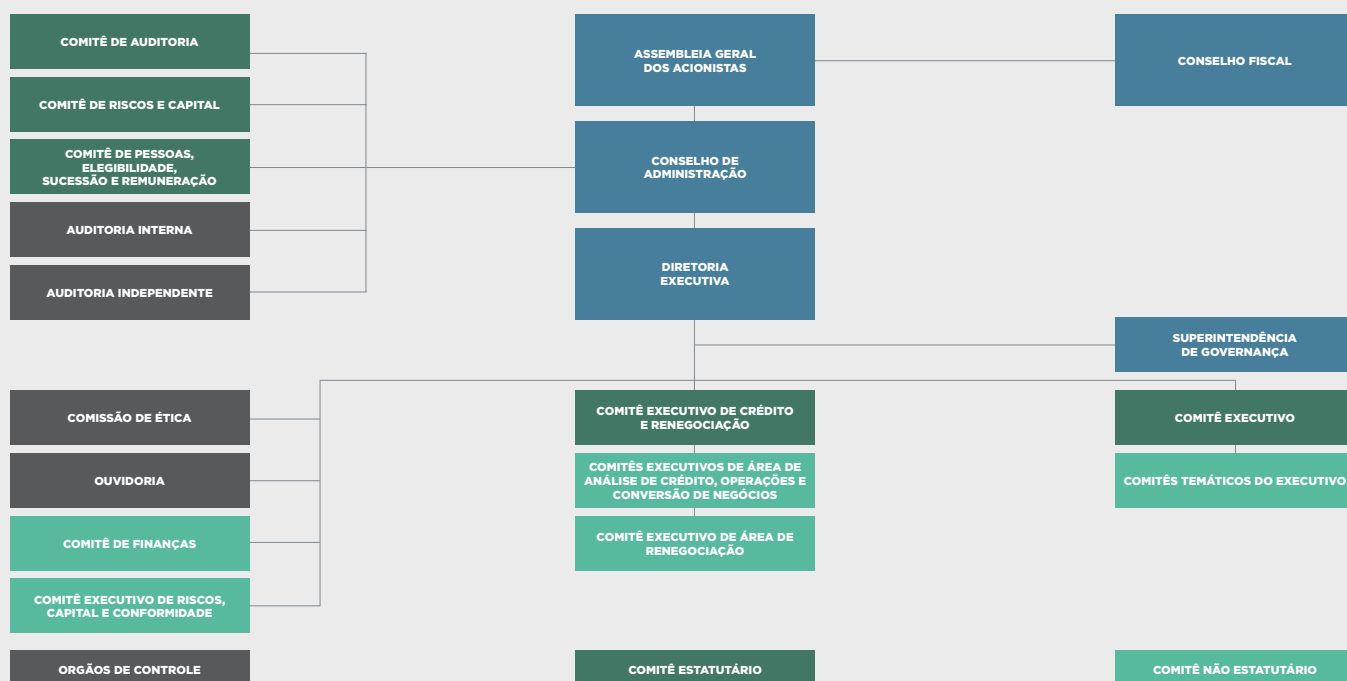 COMITÊ DE AUDITORIA
ASSEMBLEIA GERAL
DOS ACIONISTAS
CONSELHO FISCAL
COMITÊ DE RISCOS E CAPITAL
COMITÊ DE PESSOAS,
ELEGIBILIDADE,
SUCESSÃO E REMUNERAÇÃO
CONSELHO DE
ADMINISTRAÇÃO
AUDITORIA INTERNA
AUDITORIA INDEPENDENTE
DIRETORIA
EXECUTIVA
SUPERINTENDÊNCIA
DE GOVERNANÇA
COMISSÃO DE ÉTICA
COMITÊ EXECUTIVO DE CRÉDITO
E RENEGOCIAÇÃO
COMITÊ EXECUTIVO
OUVIDORIA
COMITÊS EXECUTIVOS DE ÁREA DE
ANÁLISE DE CRÉDITO, OPERAÇÕES E
CONVERSÃO DE NEGÓCIOS
COMITÊS TEMÁTICOS DO EXECUTIVO
COMITÊ DE FINANÇAS
COMITÊ EXECUTIVO DE ÁREA DE
RENEGOCIAÇÃO
COMITÊ EXECUTIVO DE RISCOS,
CAPITAL E CONFORMIDADE
ORGÃOS DE CONTROLE
COMITÊ ESTATUTÁRIO
COMITÊ NÃO ESTATUTÁRIO